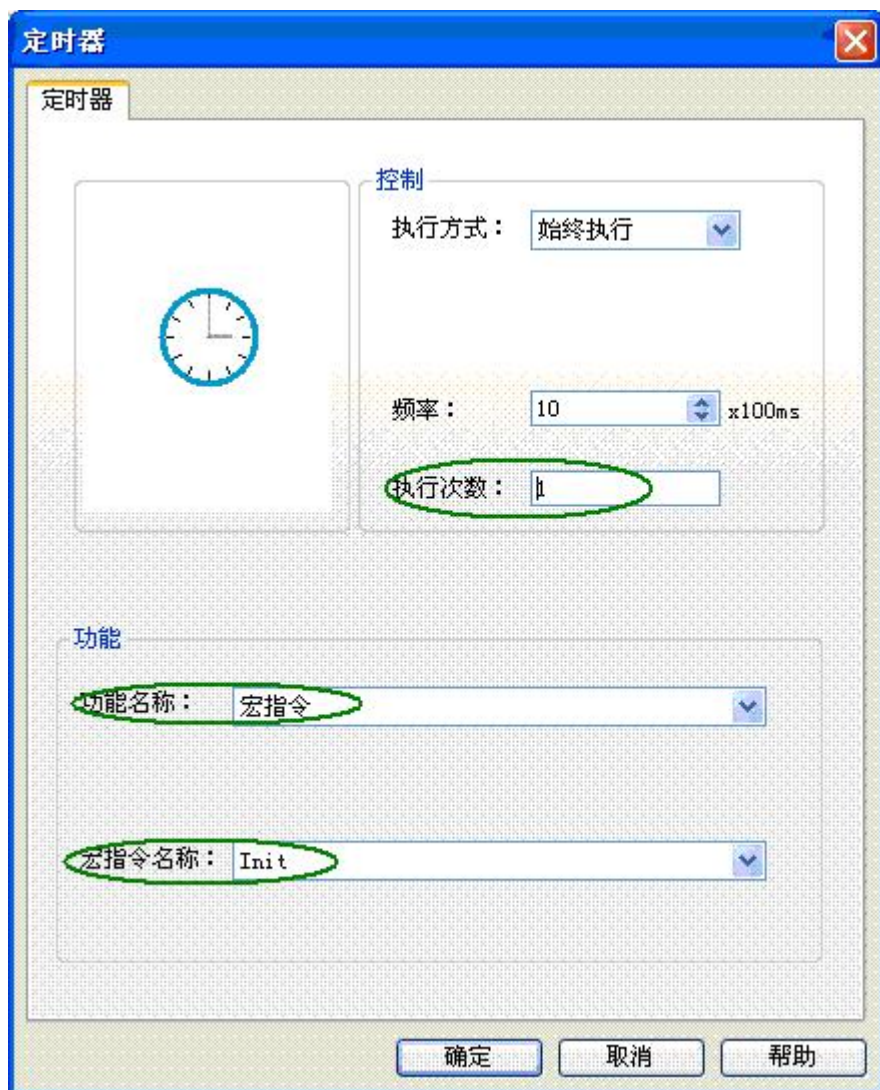 定时器
定时器
控制
执行方式： 始终执行
频率： 10 x100ms
执行次数： 1
功能
功能名称： 宏指令
宏指令名称： Init
确定 取消 帮助